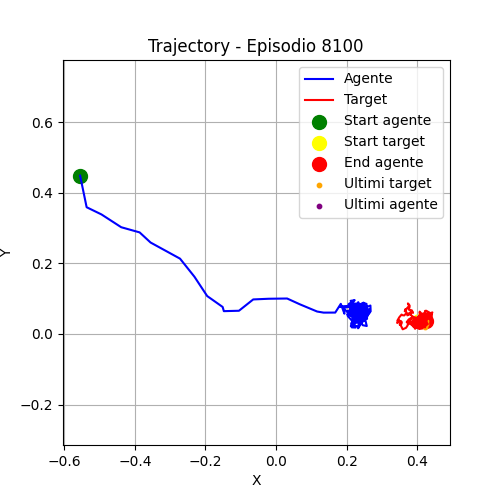 Trajectory - Episodio 8100
Agente
Target
Start agente
Start target
End agente
Ultimi target
Ultimi agente
Y
0.6
0.4
0.2
0.0
−0.2
−0.6
−0.4
−0.2
0.0
0.2
0.4
X